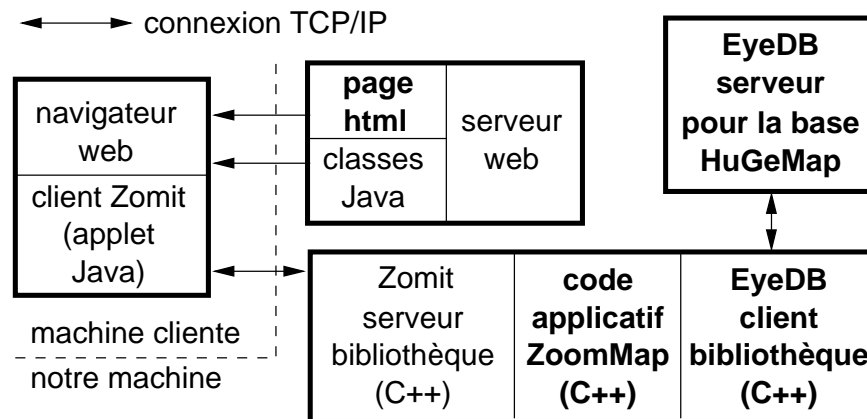 connexion TCP/IP
navigateur
web
client Zomit
(applet
Java)
machine cliente
notre machine
page
html
classes
Java
serveur
web
EyeDB
serveur
pour la base
HuGeMap
Zomit
serveur
bibliothèque
(C++)
code
applicatif
ZoomMap
(C++)
EyeDB
client
bibliothèque
(C++)